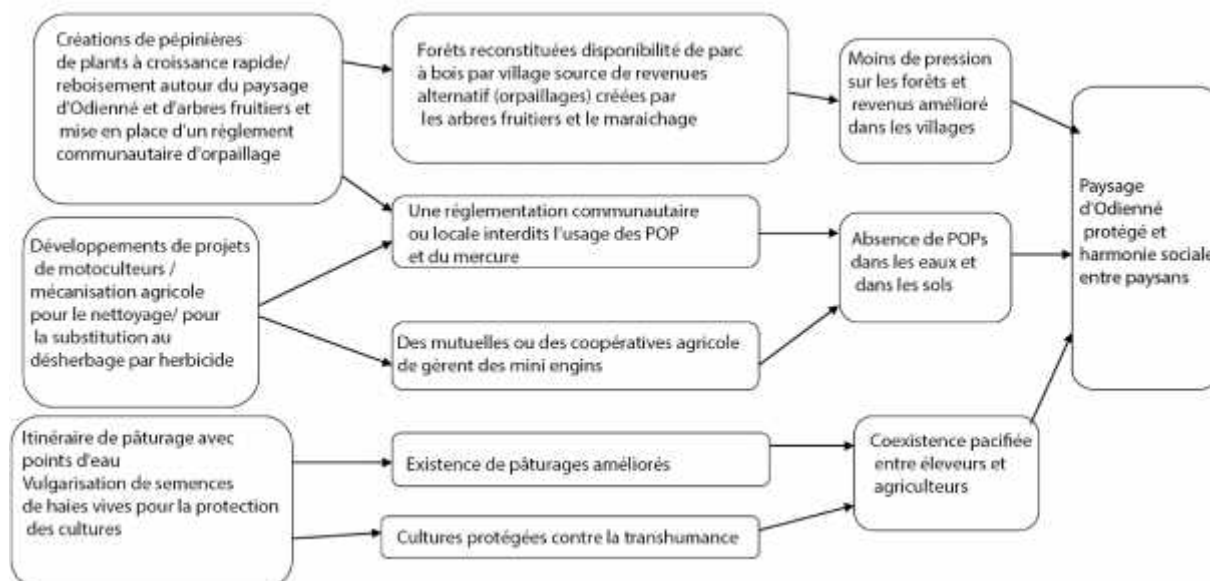 Créations de pépinières
de plants à croissance rapide/
reboisement autour du paysage
d'Odienné et d'arbres fruitiers et
mise en place d'un règlement
communautaire d'orpaillage
Forêts reconstituées disponibilité de parc
à bois par village source de revenues
alternatif (orpaillages) créées par
les arbres fruitiers et le maraichage
Moins de pression
sur les forêts et
revenus amélioré
dans les villages
Développements de projets
de motoculteurs /
mécanisation agricole
pour le nettoyage/ pour
la substitution au
désherbage par herbicide
Une réglementation communautaire
ou locale interdits l'usage des POP
et du mercure
Des mutuelles ou des coopératives agricole
de gèrent des mini engins
Absence de POPs
dans les eaux et
dans les sols
Paysage
d'Odienné
protégé et
harmonie sociale
entre paysans
Itinéraire de pâturage avec
points d'eau
Vulgarisation de semences
de haies vives pour la protection
des cultures
Existence de pâturages améliorés
Cultures protégées contre la transhumance
Coexistence pacifiée
entre éleveurs et
agriculteurs